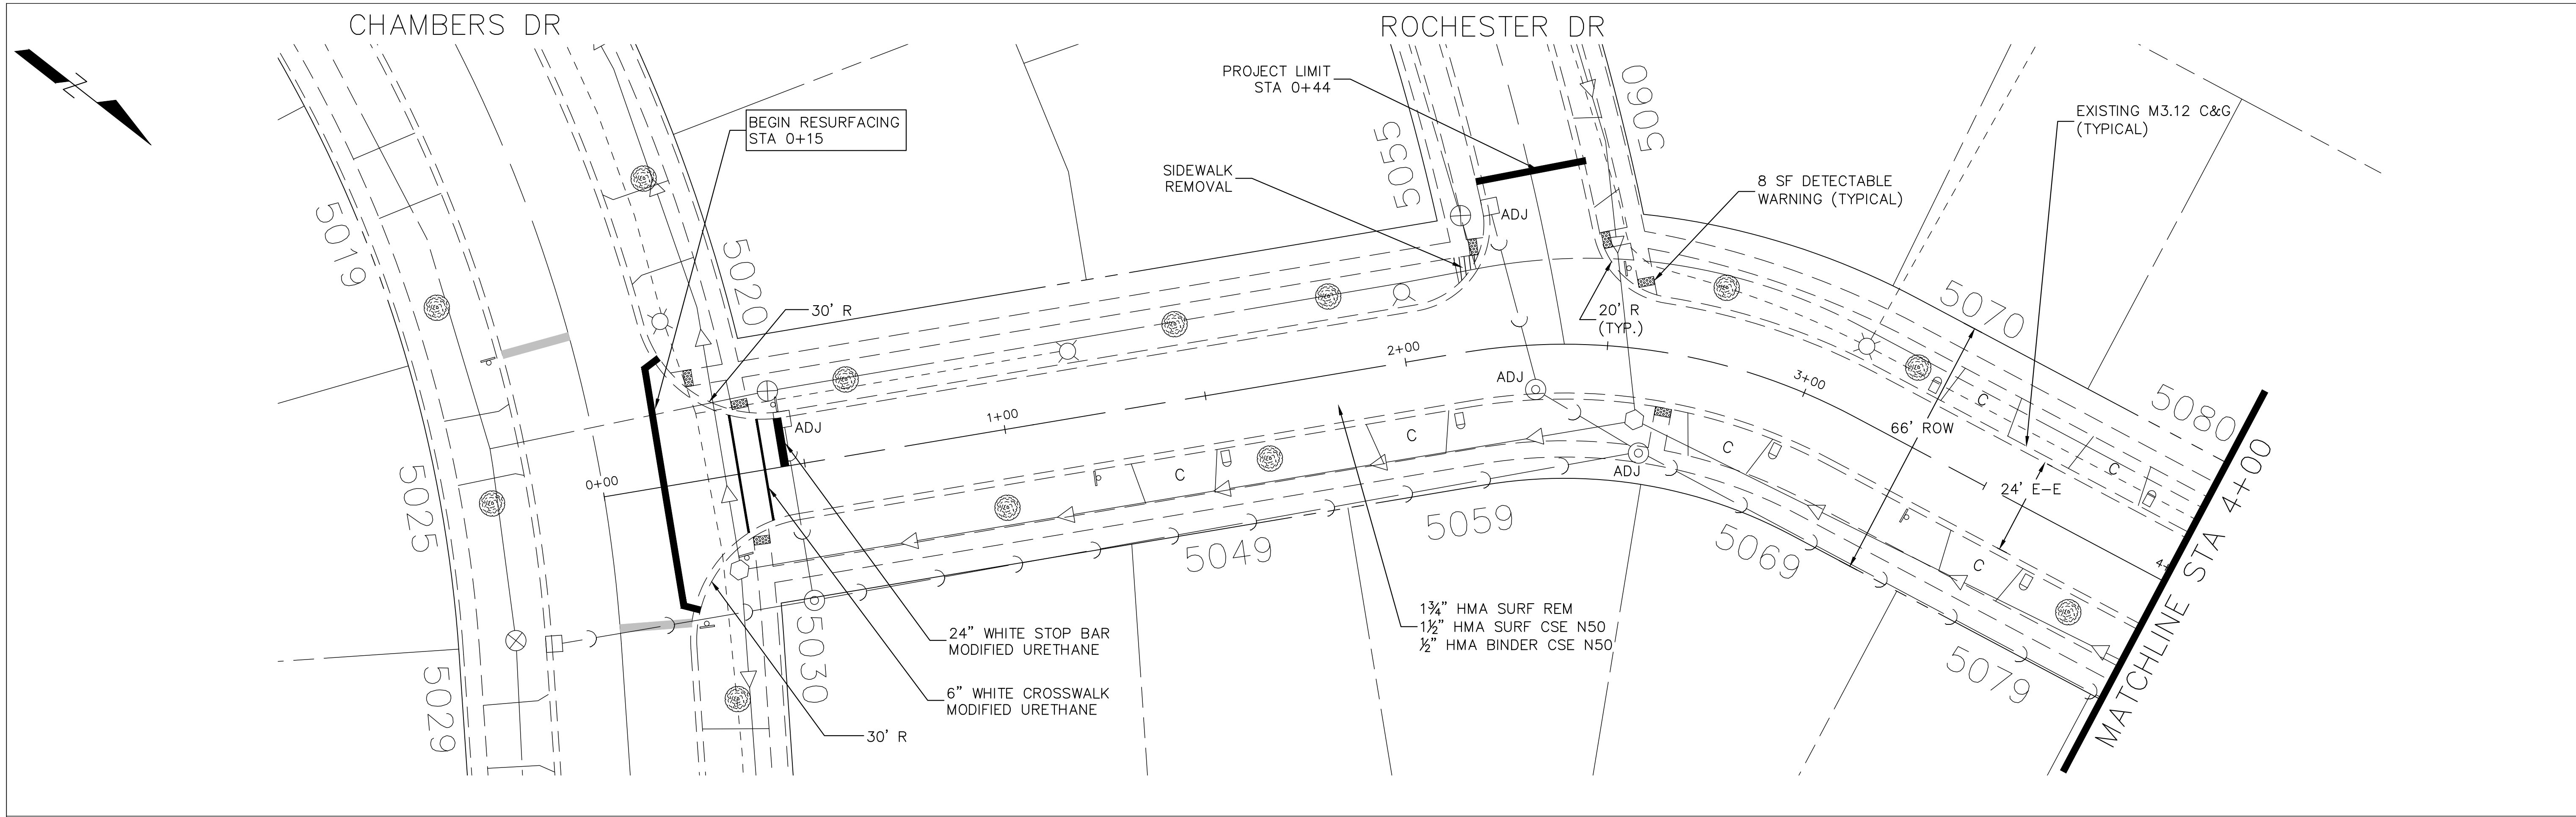 CHAMBERS DR
ROCHESTER DR
N
PROJECT LIMIT
STA 0+44
BEGIN RESURFACING
STA 0+15
SIDEWALK
REMOVAL
ADJ
8 SF DETECTABLE
WARNING (TYPICAL)
EXISTING M3.12 C&G
(TYPICAL)
5019
5020
5055
5060
5070
5080
30' R
20' R
(TYP.)
2+00
3+00
1+00
0+00
ADJ
ADJ
ADJ
66' ROW
24' E-E
C
C
C
C
C
C
5025
5029
5030
5049
5059
5069
5079
4+
MATCHLINE STA 4+00
24" WHITE STOP BAR
MODIFIED URETHANE
6" WHITE CROSSWALK
MODIFIED URETHANE
30' R
1¾" HMA SURF REM
1½" HMA SURF CSE N50
½" HMA BINDER CSE N50